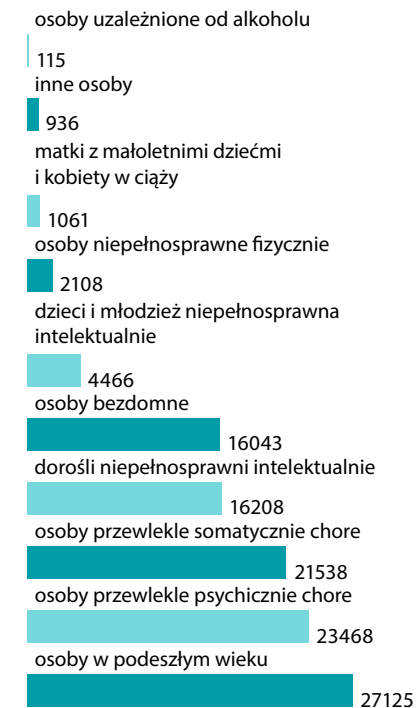 osoby uzależnione od alkoholu
115
inne osoby
936
matki z małoletnimi dziećmi
i kobiety w ciąży
1061
osoby niepełnosprawne fizycznie
2108
dzieci i młodzież niepełnosprawna
intelektualnie
4466
osoby bezdomne
16043
dorośli niepełnosprawni intelektualnie
16208
osoby przewlekle somatycznie chore
21538
osoby przewlekle psychicznie chore
23468
osoby w podeszłym wieku
27125